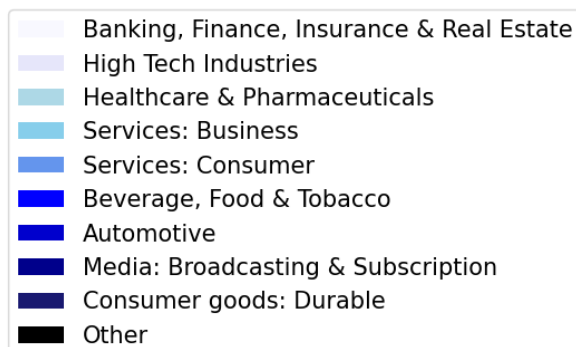 Banking, Finance, Insurance & Real Estate
High Tech Industries
Healthcare & Pharmaceuticals
Services: Business
Services: Consumer
Beverage, Food & Tobacco
Automotive
Media: Broadcasting & Subscription
Consumer goods: Durable
Other